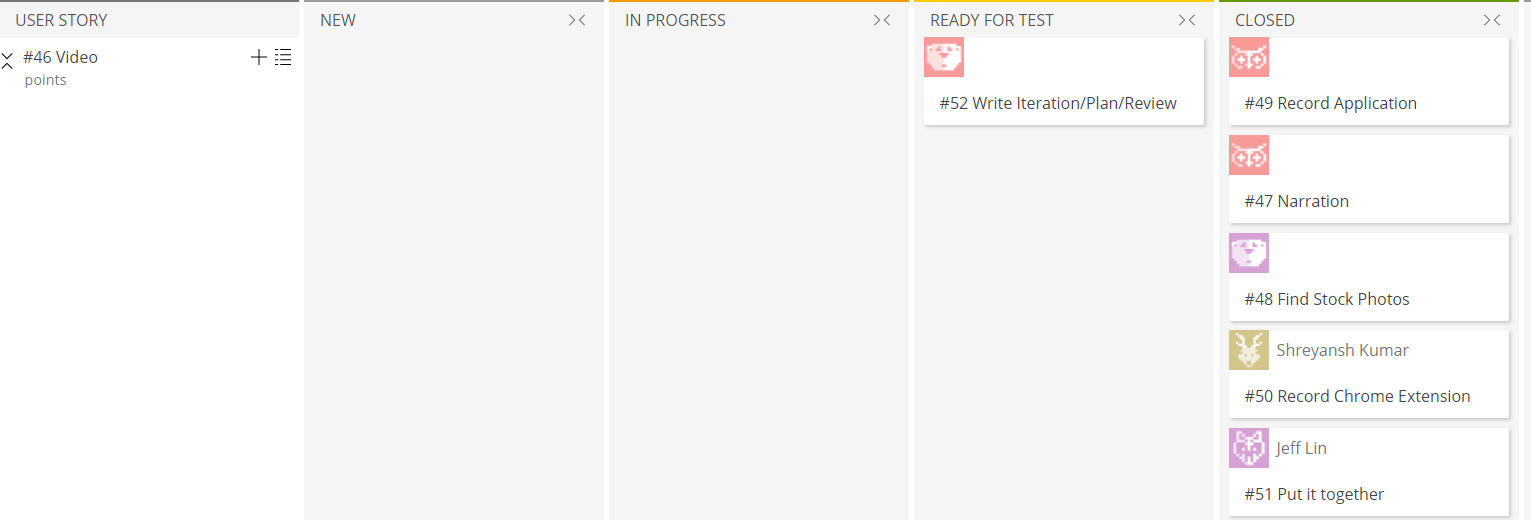 USER STORY
NEW
IN PROGRESS
READY FOR TEST
CLOSED
#46 Video
points
#52 Write Iteration/Plan/Review
#49 Record Application
#47 Narration
#48 Find Stock Photos
Shreyansh Kumar
#50 Record Chrome Extension
Jeff Lin
#51 Put it together